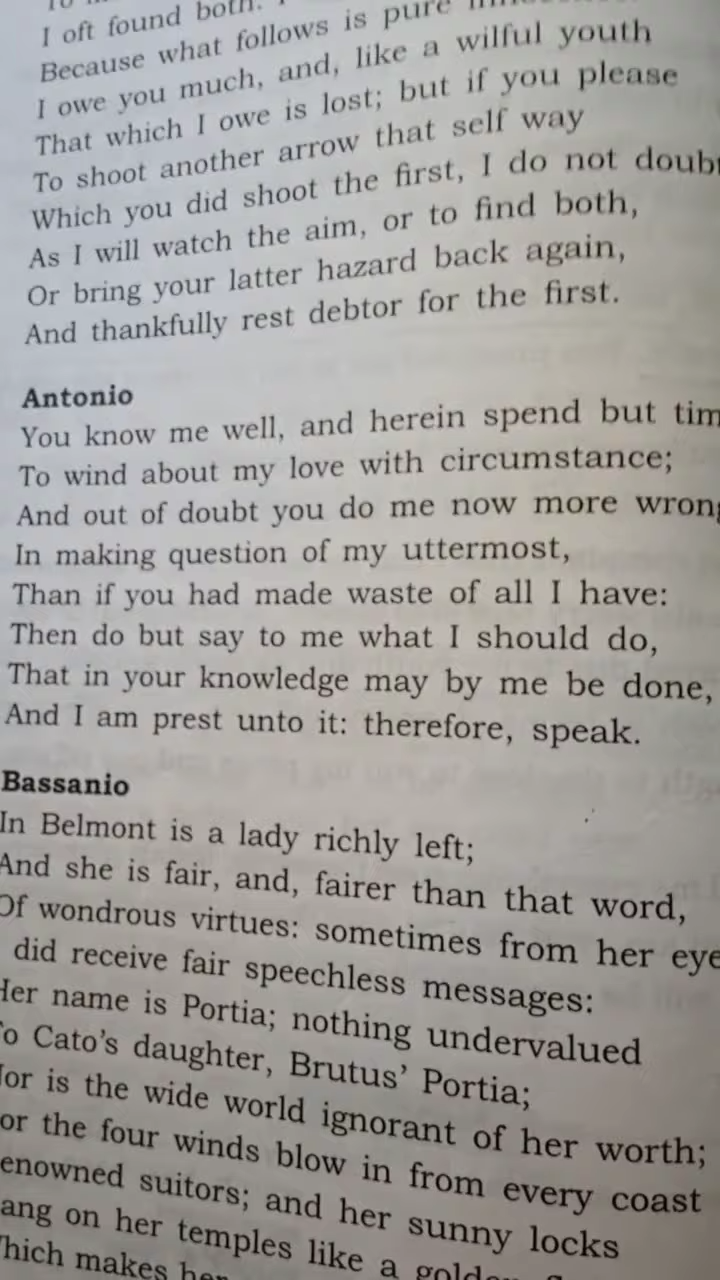 I oft found both.
Because what follows is pure
I owe you much, and, like a wilful youth
That which I owe is lost; but if you please
To shoot another arrow that self way
Which you did shoot the first, I do not doubt
As I will watch the aim, or to find both,
Or bring your latter hazard back again,
And thankfully rest debtor for the first.
Antonio
You know me well, and herein spend but tim
To wind about my love with circumstance;
And out of doubt you do me now more wrong
In making question of my uttermost,
Than if you had made waste of all I have:
Then do but say to me what I should do,
That in your knowledge may by me be done,
And I am prest unto it: therefore, speak.
Bassanio
In Belmont is a lady richly left;
And she is fair, and, fairer than that word,
Of wondrous virtues: sometimes from her eye
did receive fair speechless messages:
Her name is Portia; nothing undervalued
To Cato's daughter, Brutus' Portia;
Nor is the wide world ignorant of her worth;
or the four winds blow in from every coast
enowned suitors; and her sunny locks
ang on her temples like a golden
Which makes her